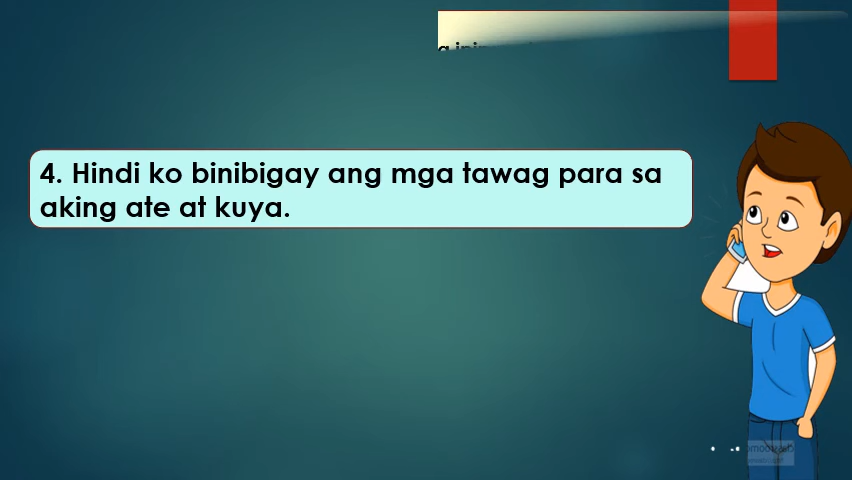 4. Hindi ko binibigay ang mga tawag para sa
aking ate at kuya.